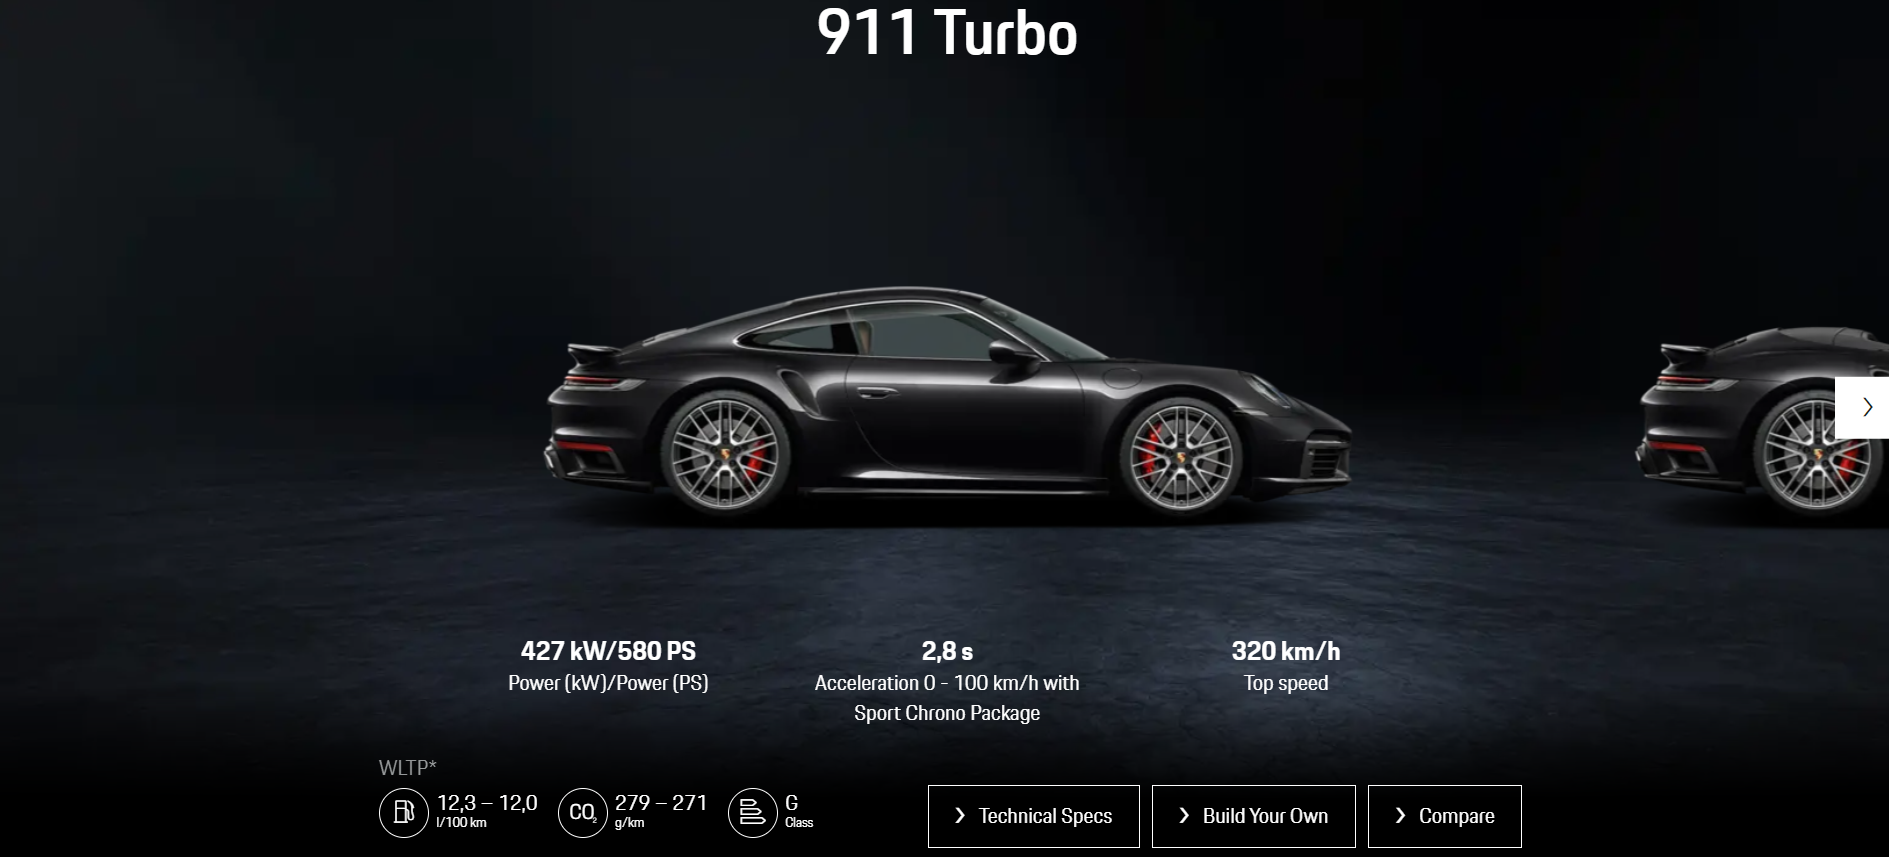 911 Turbo
427 kW/580 PS
Power (kW)/Power (PS)
2,8 s
Acceleration 0 - 100 km/h with
Sport Chrono Package
320 km/h
Top speed
WLTP*
12,3 – 12,0
l/100 km
CO₂
279 – 271
g/km
G
Class
Technical Specs
Build Your Own
Compare